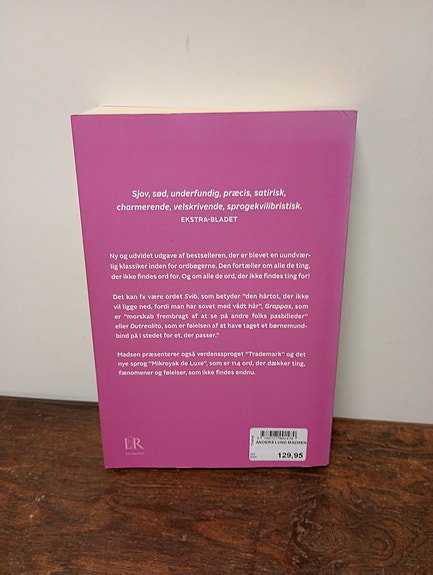 Sjov, sød, underfundig, præcis, satirisk,
charmerende, velskrivende, sprogekvilibristisk.
EKSTRA-BLADET
Ny og udvidet udgave af bestselleren, der er blevet en uundvær-
lig klassiker inden for ordbøgerne. Den fortæller om alle de ting,
der ikke findes ord for. Og om alle de ord, der ikke findes ting for!
Det kan fx være ordet Svib, som betyder "den hårtot, der ikke
vil ligge ned, fordi man har sovet med vådt hår", Grappas, som
er "morskab frembragt af at se på andre folks pasbilleder"
eller Dutreolito, som er følelsen af at have taget et børnemund-
bind på i stedet for et, der passer."
Madsen præsenterer også verdenssproget "Trademark" og det
nye sprog "Mikroyak de Luxe", som er 114 ord, der dækker ting,
fænomener og følelser, som ikke findes endnu.
L&R
ANDERS LUND MADSEN
129,95